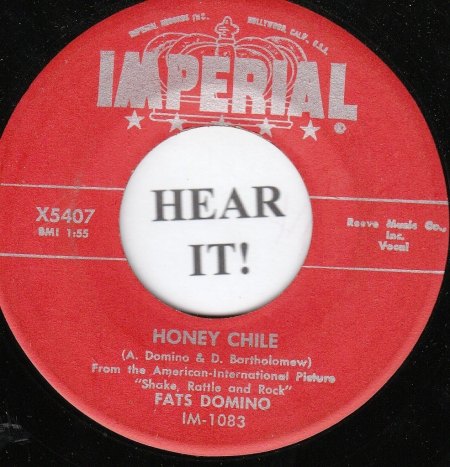 IMPERIAL RECORDS INC. HOLLYWOOD, CALIF., U.S.A.
IMPERIAL
®
X5407
BMI 1:55
Reeve Music Co.,
Inc.
Vocal
HEAR
IT!
HONEY CHILE
(A. Domino & D. Bartholomew)
From the American-International Picture
"Shake, Rattle and Rock"
FATS DOMINO
IM-1083